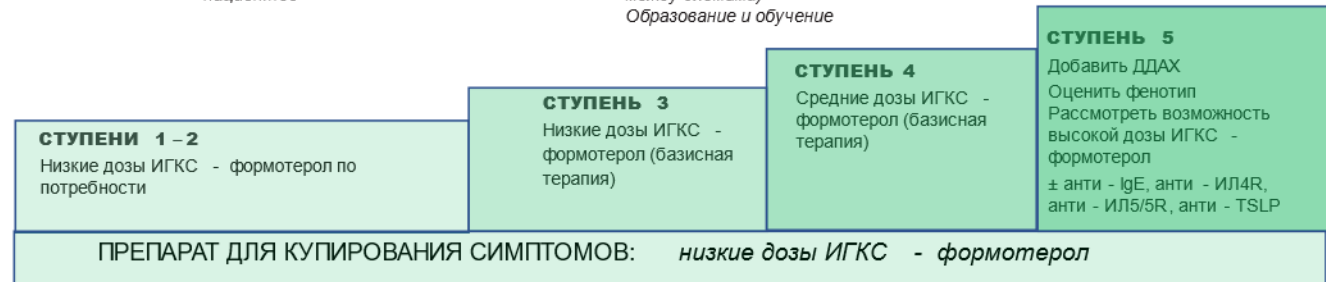 Образование и обучение
СТУПЕНЬ 5
Добавить ДДАХ
Оценить фенотип
Рассмотреть возможность
высокой дозы ИГКС -
формотерол
± анти - IgE, анти - ИЛ4R,
анти - ИЛ5/5R, анти - TSLP
СТУПЕНЬ 4
Средние дозы ИГКС -
формотерол (базисная
терапия)
СТУПЕНЬ 3
Низкие дозы ИГКС -
формотерол (базисная
терапия)
СТУПЕНИ 1 – 2
Низкие дозы ИГКС - формотерол по
потребности
ПРЕПАРАТ ДЛЯ КУПИРОВАНИЯ СИМПТОМОВ: низкие дозы ИГКС - формотерол